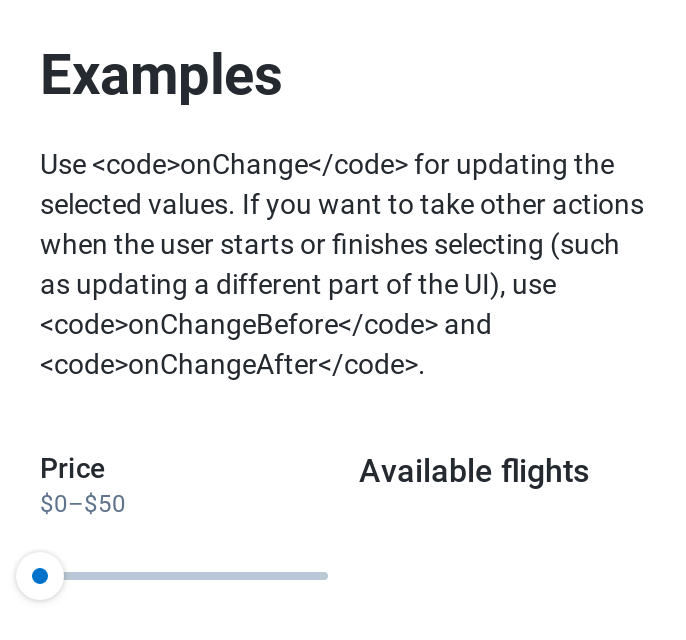 Examples
Use <code>onChange</code> for updating the
selected values. If you want to take other actions
when the user starts or finishes selecting (such
as updating a different part of the UI), use
<code>onChangeBefore</code> and
<code>onChangeAfter</code>.
Price
$0–$50
Available flights